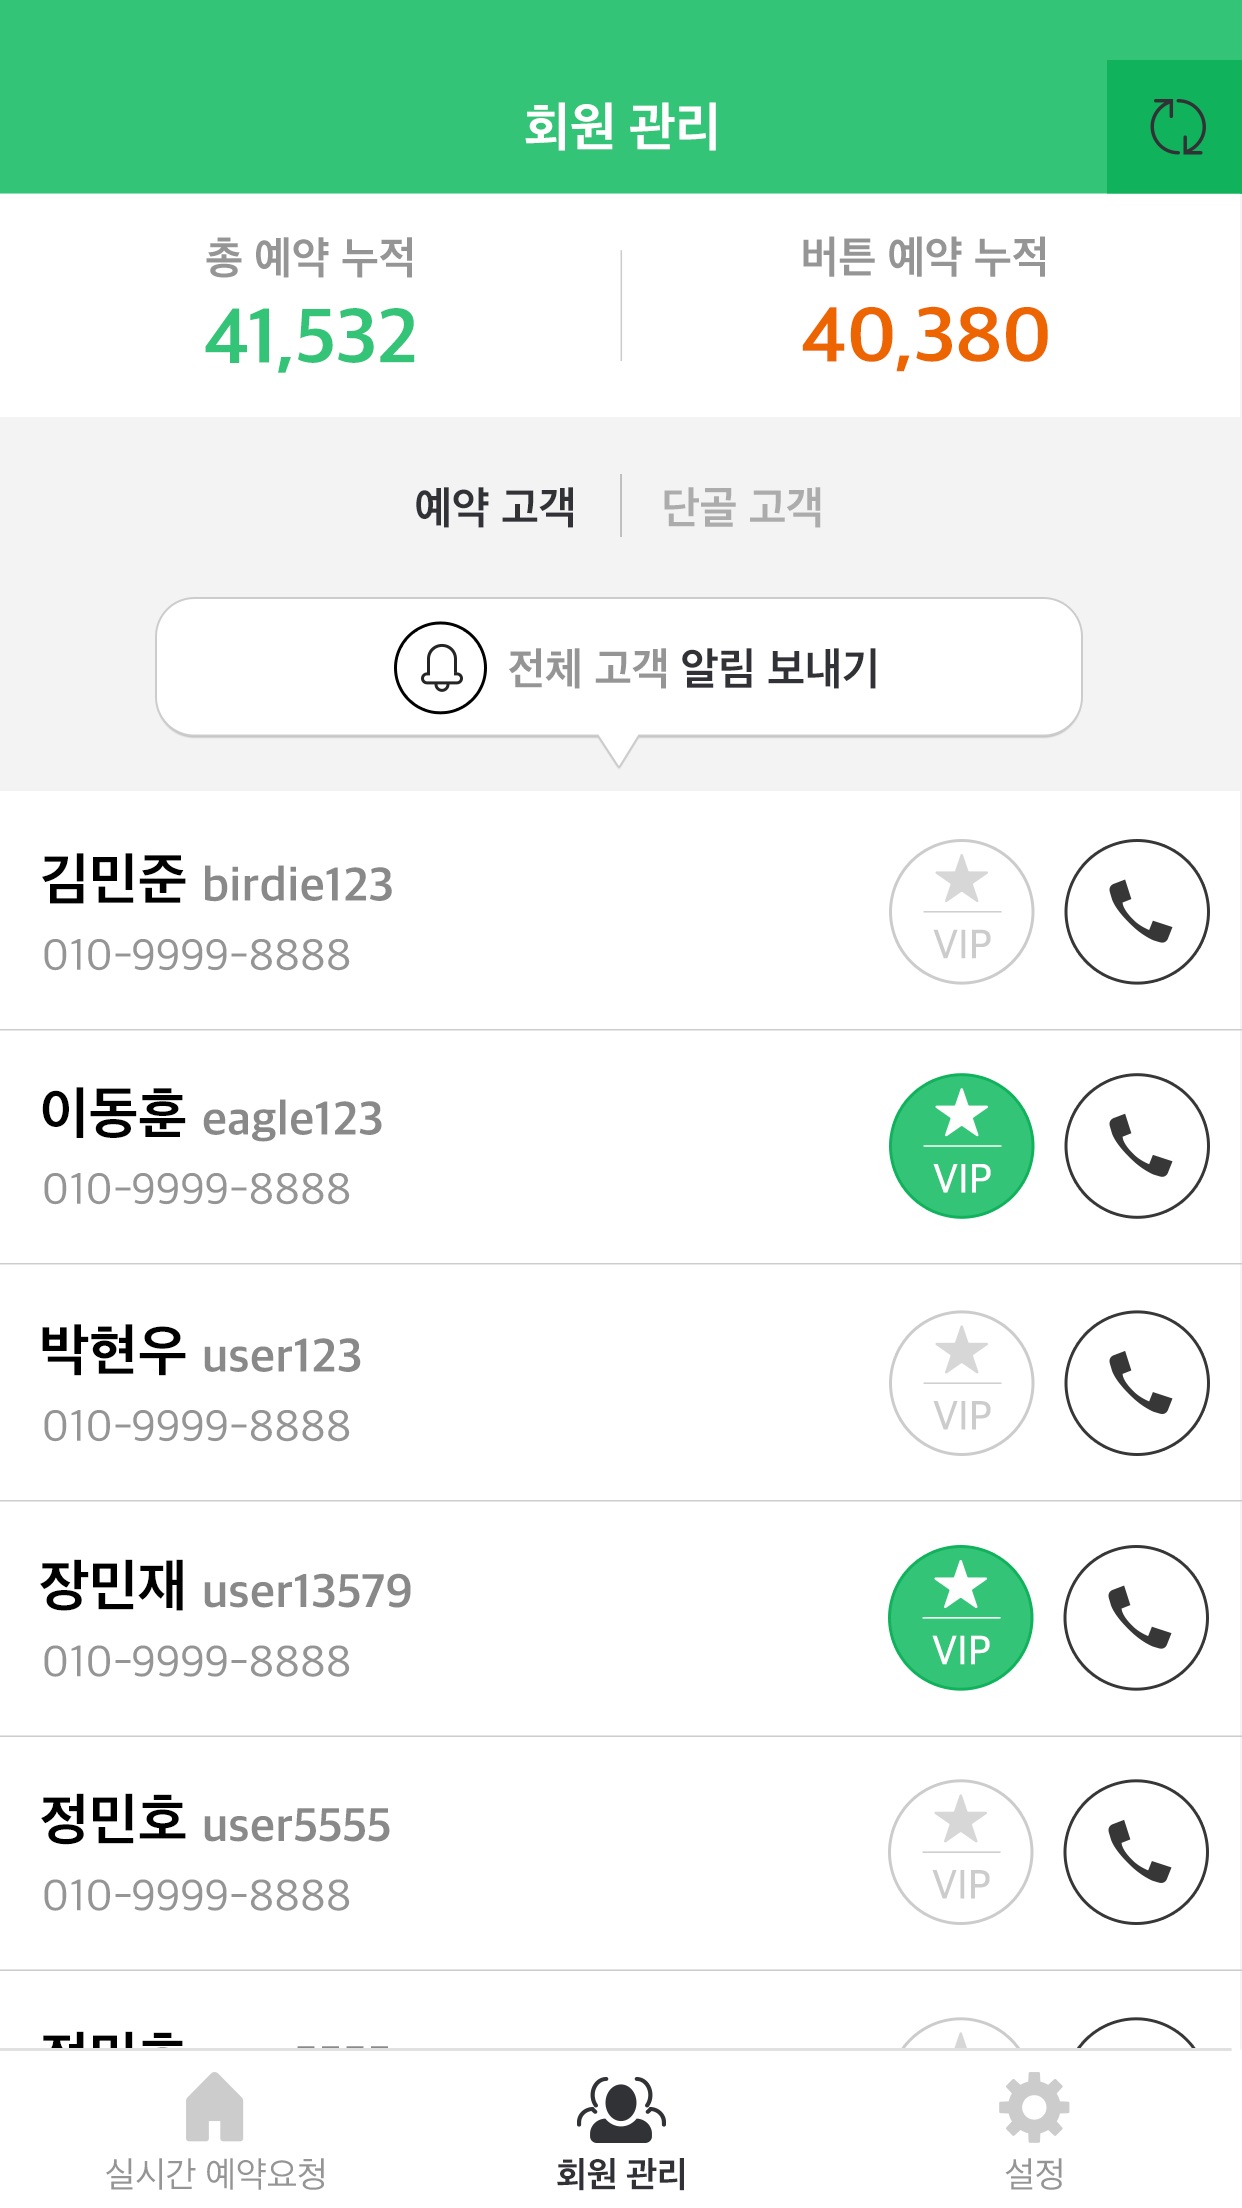 회원 관리
총 예약 누적
버튼 예약 누적
41,532
40,380
예약 고객
단골 고객
전체 고객 알림 보내기
김민준 birdie123
010-9999-8888
VIP
이동훈 eagle123
010-9999-8888
VIP
박현우 user123
010-9999-8888
VIP
장민재 user13579
010-9999-8888
VIP
정민호 user5555
010-9999-8888
VIP
실시간 예약요청
회원 관리
설정